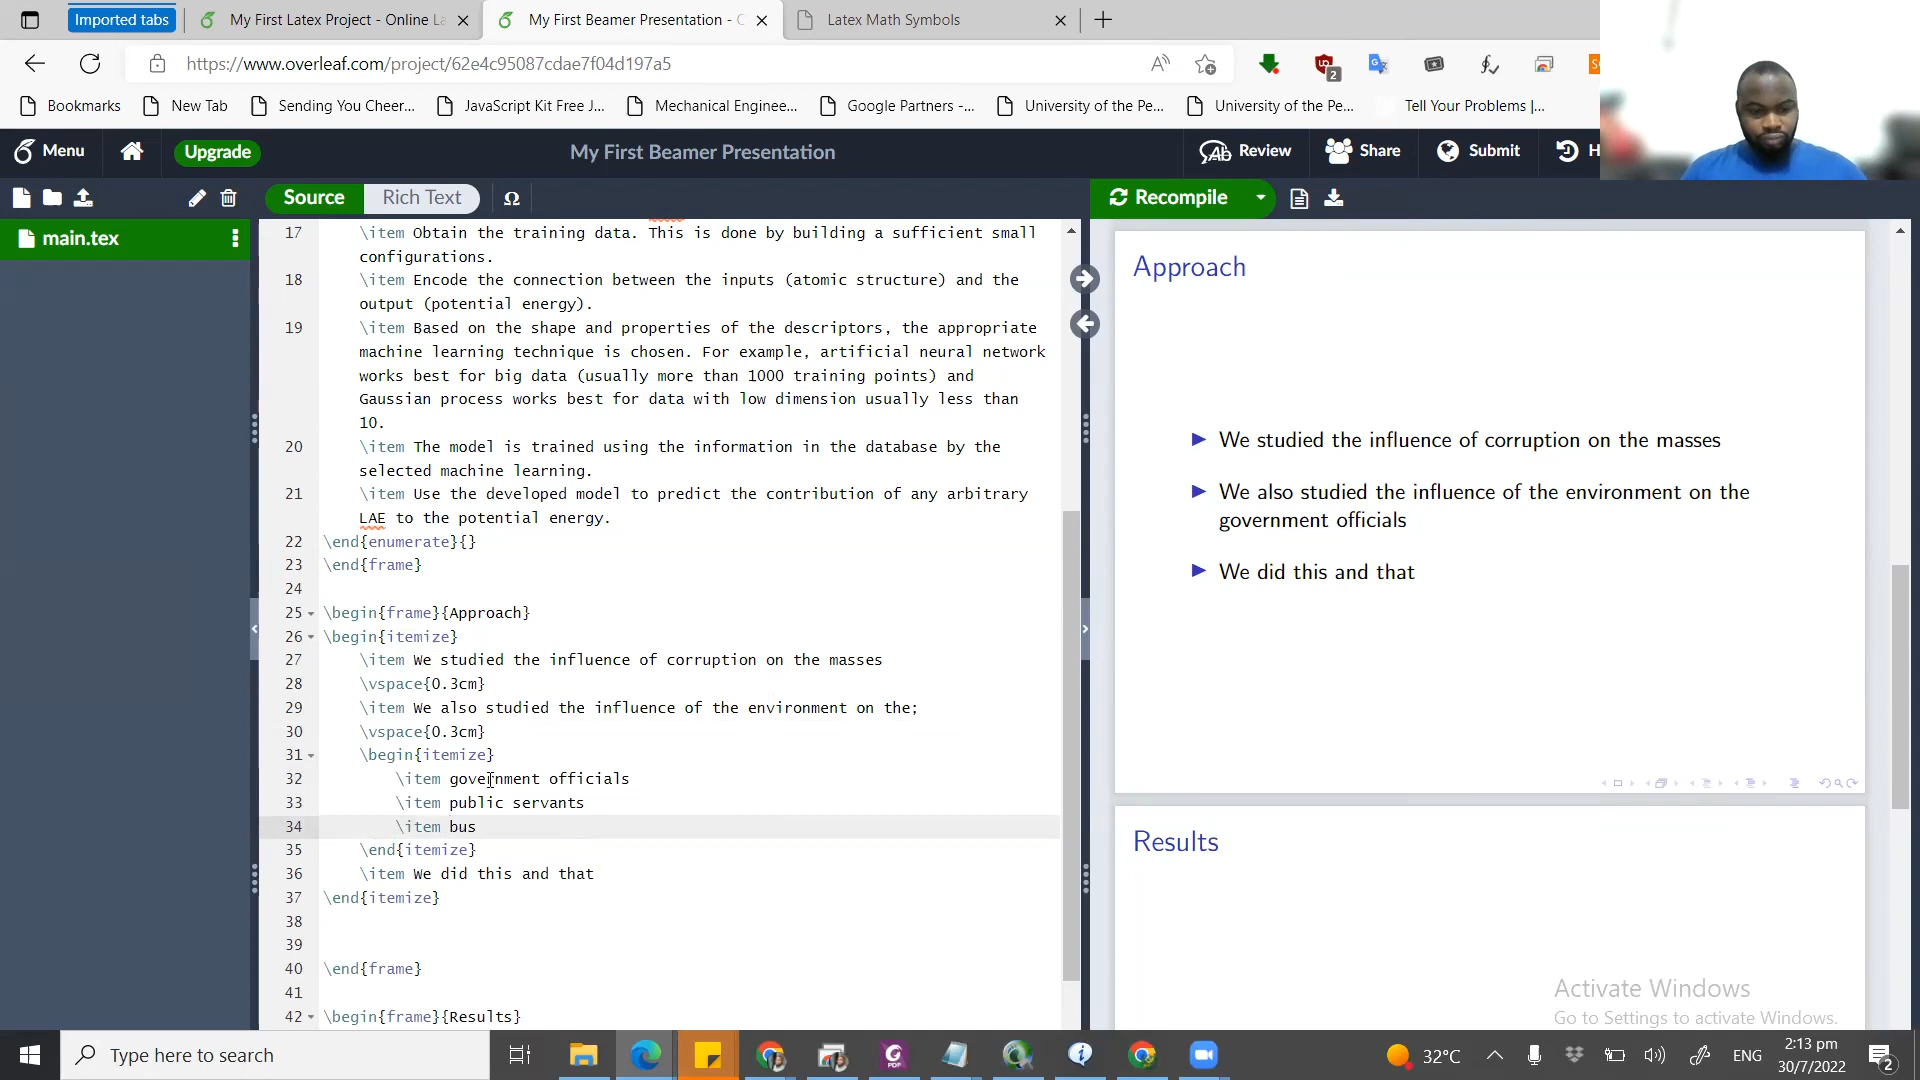 Imported tabs
My First Latex Project - Online La
My First Beamer Presentation - O
Latex Math Symbols
https://www.overleaf.com/project/62e4c95087cdae7f04d197a5
Bookmarks
New Tab
Sending You Cheer...
JavaScript Kit Free J...
Mechanical Enginee...
Google Partners -...
University of the Pe...
University of the Pe...
Tell Your Problems |...
Menu
Upgrade
My First Beamer Presentation
Review
Share
Submit
H
Source
Rich Text
Ω
Recompile
main.tex
17 \item Obtain the training data. This is done by building a sufficient small
configurations.
18 \item Encode the connection between the inputs (atomic structure) and the
output (potential energy).
19 \item Based on the shape and properties of the descriptors, the appropriate
machine learning technique is chosen. For example, artificial neural network
works best for big data (usually more than 1000 training points) and
Gaussian process works best for data with low dimension usually less than
10.
20 \item The model is trained using the information in the database by the
selected machine learning.
21 \item Use the developed model to predict the contribution of any arbitrary
LAE to the potential energy.
22 \end{enumerate}{}
23 \end{frame}
24
25 \begin{frame}{Approach}
26 \begin{itemize}
27 \item We studied the influence of corruption on the masses
28 \vspace{0.3cm}
29 \item We also studied the influence of the environment on the;
30 \vspace{0.3cm}
31 \begin{itemize}
32 \item government officials
33 \item public servants
34 \item bus
35 \end{itemize}
36 \item We did this and that
37 \end{itemize}
38
39
40 \end{frame}
41
42 \begin{frame}{Results}
Approach
We studied the influence of corruption on the masses
We also studied the influence of the environment on the
government officials
We did this and that
Results
Activate Windows
Go to Settings to activate Windows.
Type here to search
32°C
ENG
2:13 pm
30/7/2022
2